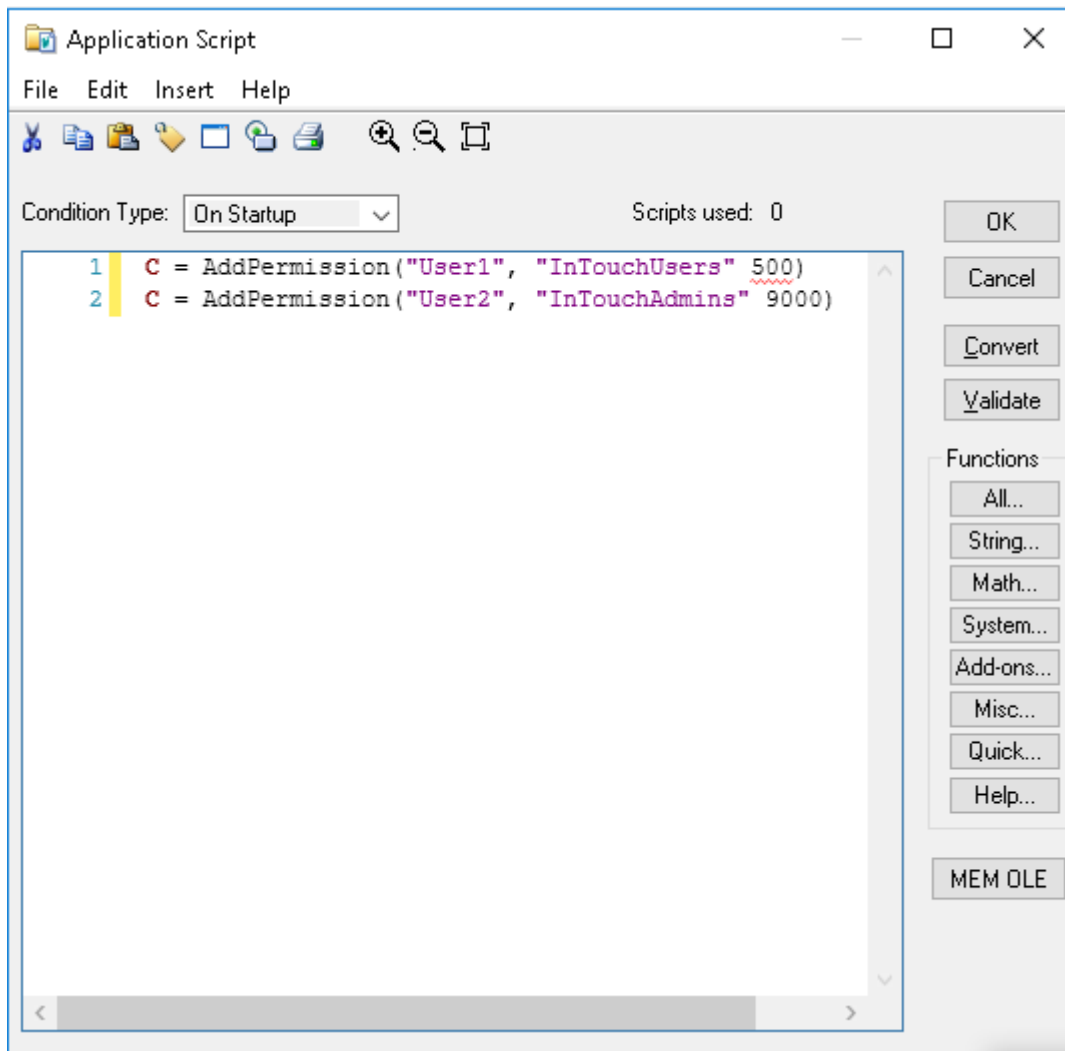 Application Script
File Edit Insert Help
Condition Type: On Startup Scripts used: 0
1 C = AddPermission("User1", "InTouchUsers" 500)
2 C = AddPermission("User2", "InTouchAdmins" 9000)
OK
Cancel
Convert
Validate
Functions
All...
String...
Math...
System...
Add-ons...
Misc...
Quick...
Help...
MEM OLE